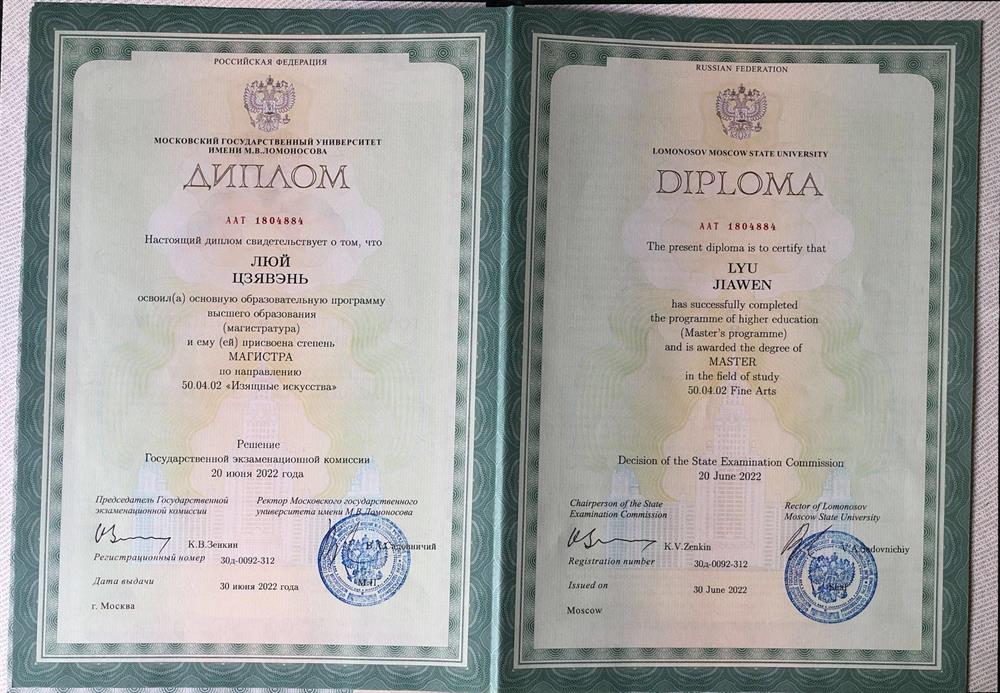 РОССИЙСКАЯ ФЕДЕРАЦИЯ
МОСКОВСКИЙ ГОСУДАРСТВЕННЫЙ УНИВЕРСИТЕТ
ИМЕНИ М.В.ЛОМОНОСОВА
ДИПЛОМ
ААТ 1804884
Настоящий диплом свидетельствует о том, что
ЛЮЙ
ЦЗЯВЭНЬ
освоил(а) основную образовательную программу
высшего образования
(магистратура)
и ему (ей) присвоена степень
МАГИСТРА
по направлению
50.04.02 «Изящные искусства»
Решение
Государственной экзаменационной комиссии
20 июня 2022 года
Председатель Государственной
экзаменационной комиссии
Ректор Московского государственного
университета имени М.В.Ломоносова
К.В.Зенкин
В.А.Садовничий
Регистрационный номер 30д-0092-312
М.П.
Дата выдачи 30 июня 2022 года
г. Москва
RUSSIAN FEDERATION
LOMONOSOV MOSCOW STATE UNIVERSITY
DIPLOMA
ААТ 1804884
The present diploma is to certify that
LYU
JIAWEN
has successfully completed
the programme of higher education
(Master's programme)
and is awarded the degree of
MASTER
in the field of study
50.04.02 Fine Arts
Decision of the State Examination Commission
20 June 2022
Chairperson of the State
Examination Commission
Rector of Lomonosov
Moscow State University
K.V.Zenkin
V.A.Sadovnichiy
Registration number 30д-0092-312
Issued on 30 June 2022
Moscow